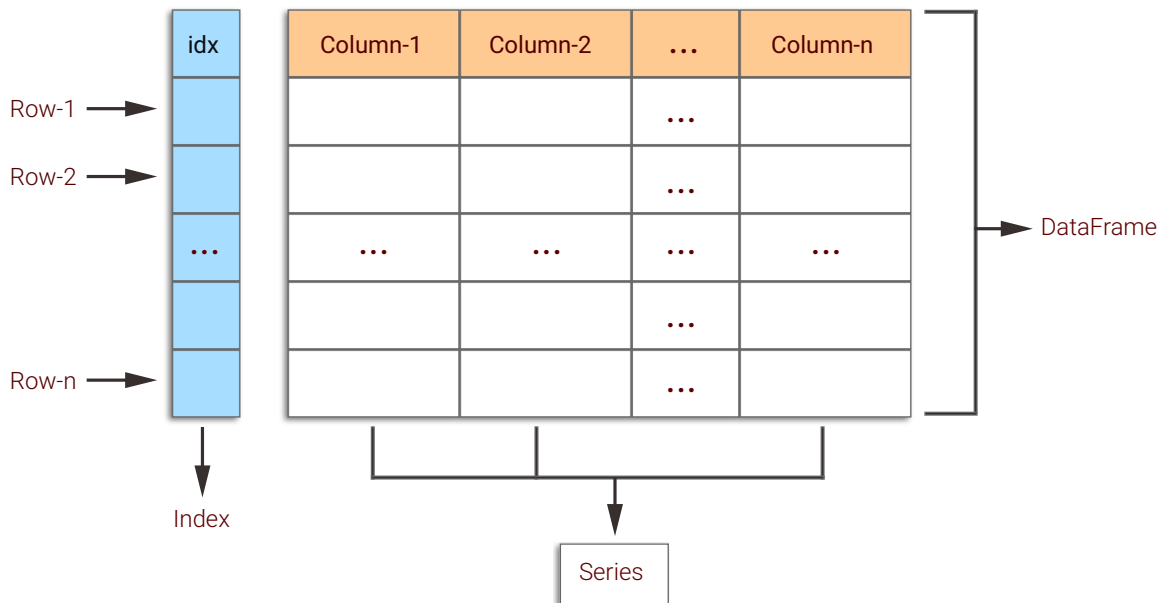 idx Column-1 Column-2 ... Column-n
Row-1 ...
Row-2 ...
... ... ... ... ...
...
Row-n ...
DataFrame
Index
Series